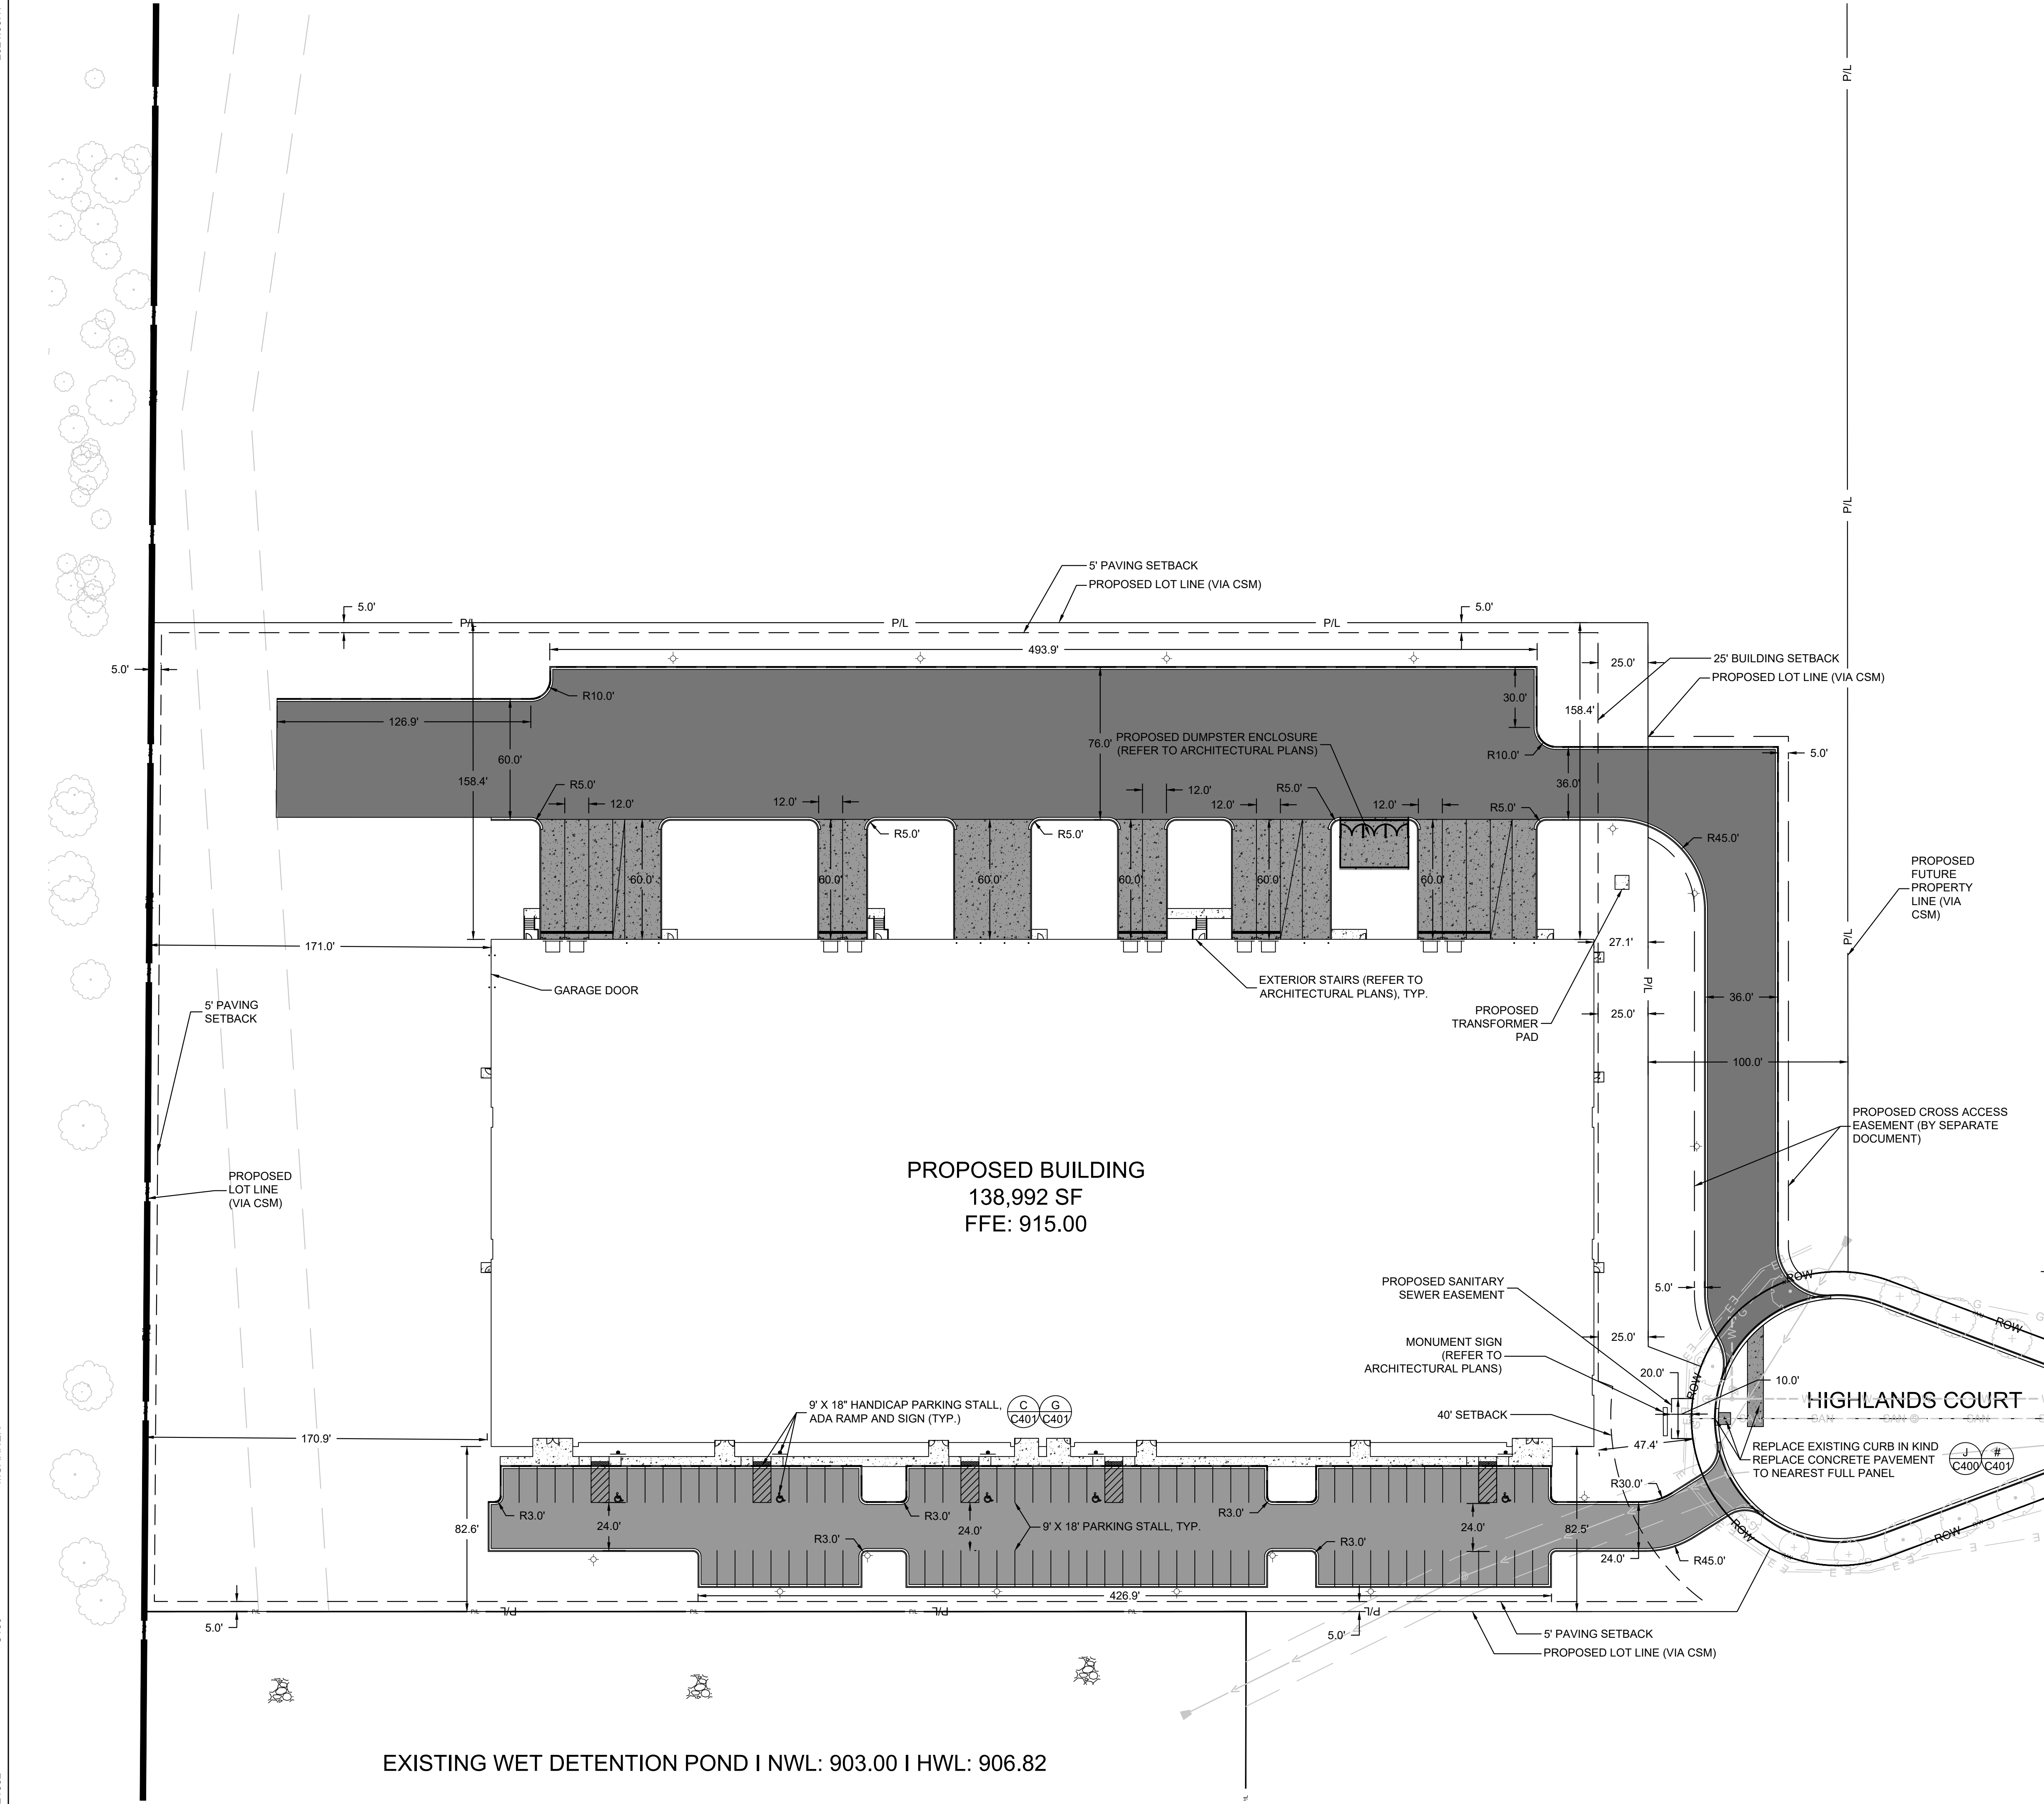 P/L
P/L
5' PAVING SETBACK
PROPOSED LOT LINE (VIA CSM)
5.0'
5.0'
P/L
P/L
P/L
493.9'
5.0'
25.0'
25' BUILDING SETBACK
PROPOSED LOT LINE (VIA CSM)
R10.0'
30.0'
158.4'
126.9'
76.0'
PROPOSED DUMPSTER ENCLOSURE
(REFER TO ARCHITECTURAL PLANS)
R10.0'
5.0'
60.0'
158.4'
36.0'
R5.0'
12.0'
12.0'
12.0'
12.0'
R5.0'
12.0'
R5.0'
R5.0'
R5.0'
R45.0'
60.0'
60.0'
60.0'
60.0'
60.0'
60.0'
PROPOSED
FUTURE
PROPERTY
LINE (VIA
CSM)
P/L
171.0'
27.1'
GARAGE DOOR
EXTERIOR STAIRS (REFER TO
ARCHITECTURAL PLANS), TYP.
P/L
36.0'
5' PAVING
SETBACK
PROPOSED
TRANSFORMER
PAD
25.0'
100.0'
PROPOSED CROSS ACCESS
EASEMENT (BY SEPARATE
DOCUMENT)
PROPOSED
LOT LINE
(VIA CSM)
PROPOSED BUILDING
138,992 SF
FFE: 915.00
PROPOSED SANITARY
SEWER EASEMENT
5.0'
ROW
MONUMENT SIGN
(REFER TO
ARCHITECTURAL PLANS)
25.0'
ROW
20.0'
10.0'
ROW
HIGHLANDS COURT
9' X 18" HANDICAP PARKING STALL,
ADA RAMP AND SIGN (TYP.)
C
C401
G
C401
40' SETBACK
170.9'
47.4'
REPLACE EXISTING CURB IN KIND
REPLACE CONCRETE PAVEMENT
TO NEAREST FULL PANEL
J
C400
#
C401
R30.0'
R3.0'
R3.0'
R3.0'
82.6'
24.0'
24.0'
9' X 18' PARKING STALL, TYP.
24.0'
82.5'
R3.0'
R3.0'
24.0'
R45.0'
ROW
ROW
426.9'
P/L
P/L
P/L
5.0'
5.0'
5' PAVING SETBACK
PROPOSED LOT LINE (VIA CSM)
EXISTING WET DETENTION POND I NWL: 903.00 I HWL: 906.82